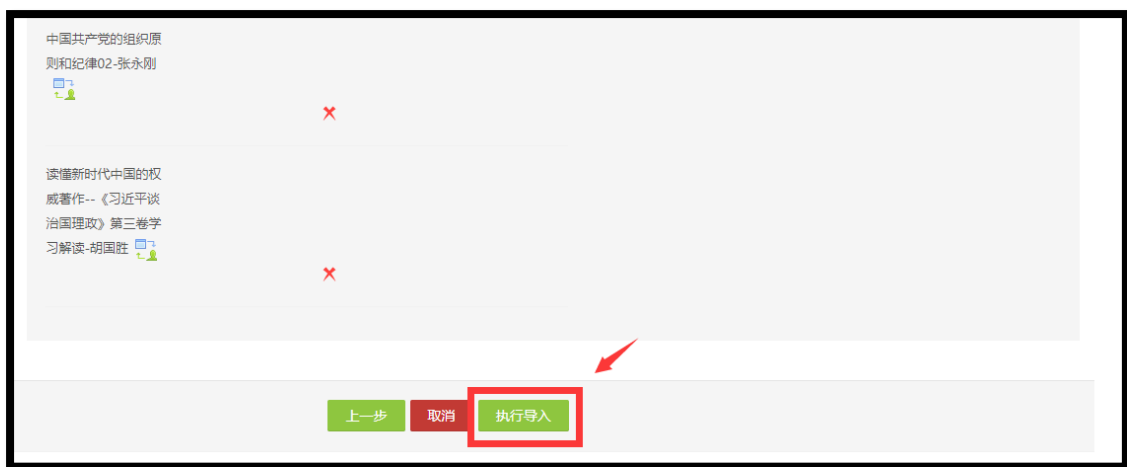 中国共产党的组织原
则和纪律02-张永刚
读懂新时代中国的权
威著作--《习近平谈
治国理政》第三卷学
习解读-胡国胜
上一步 取消 执行导入